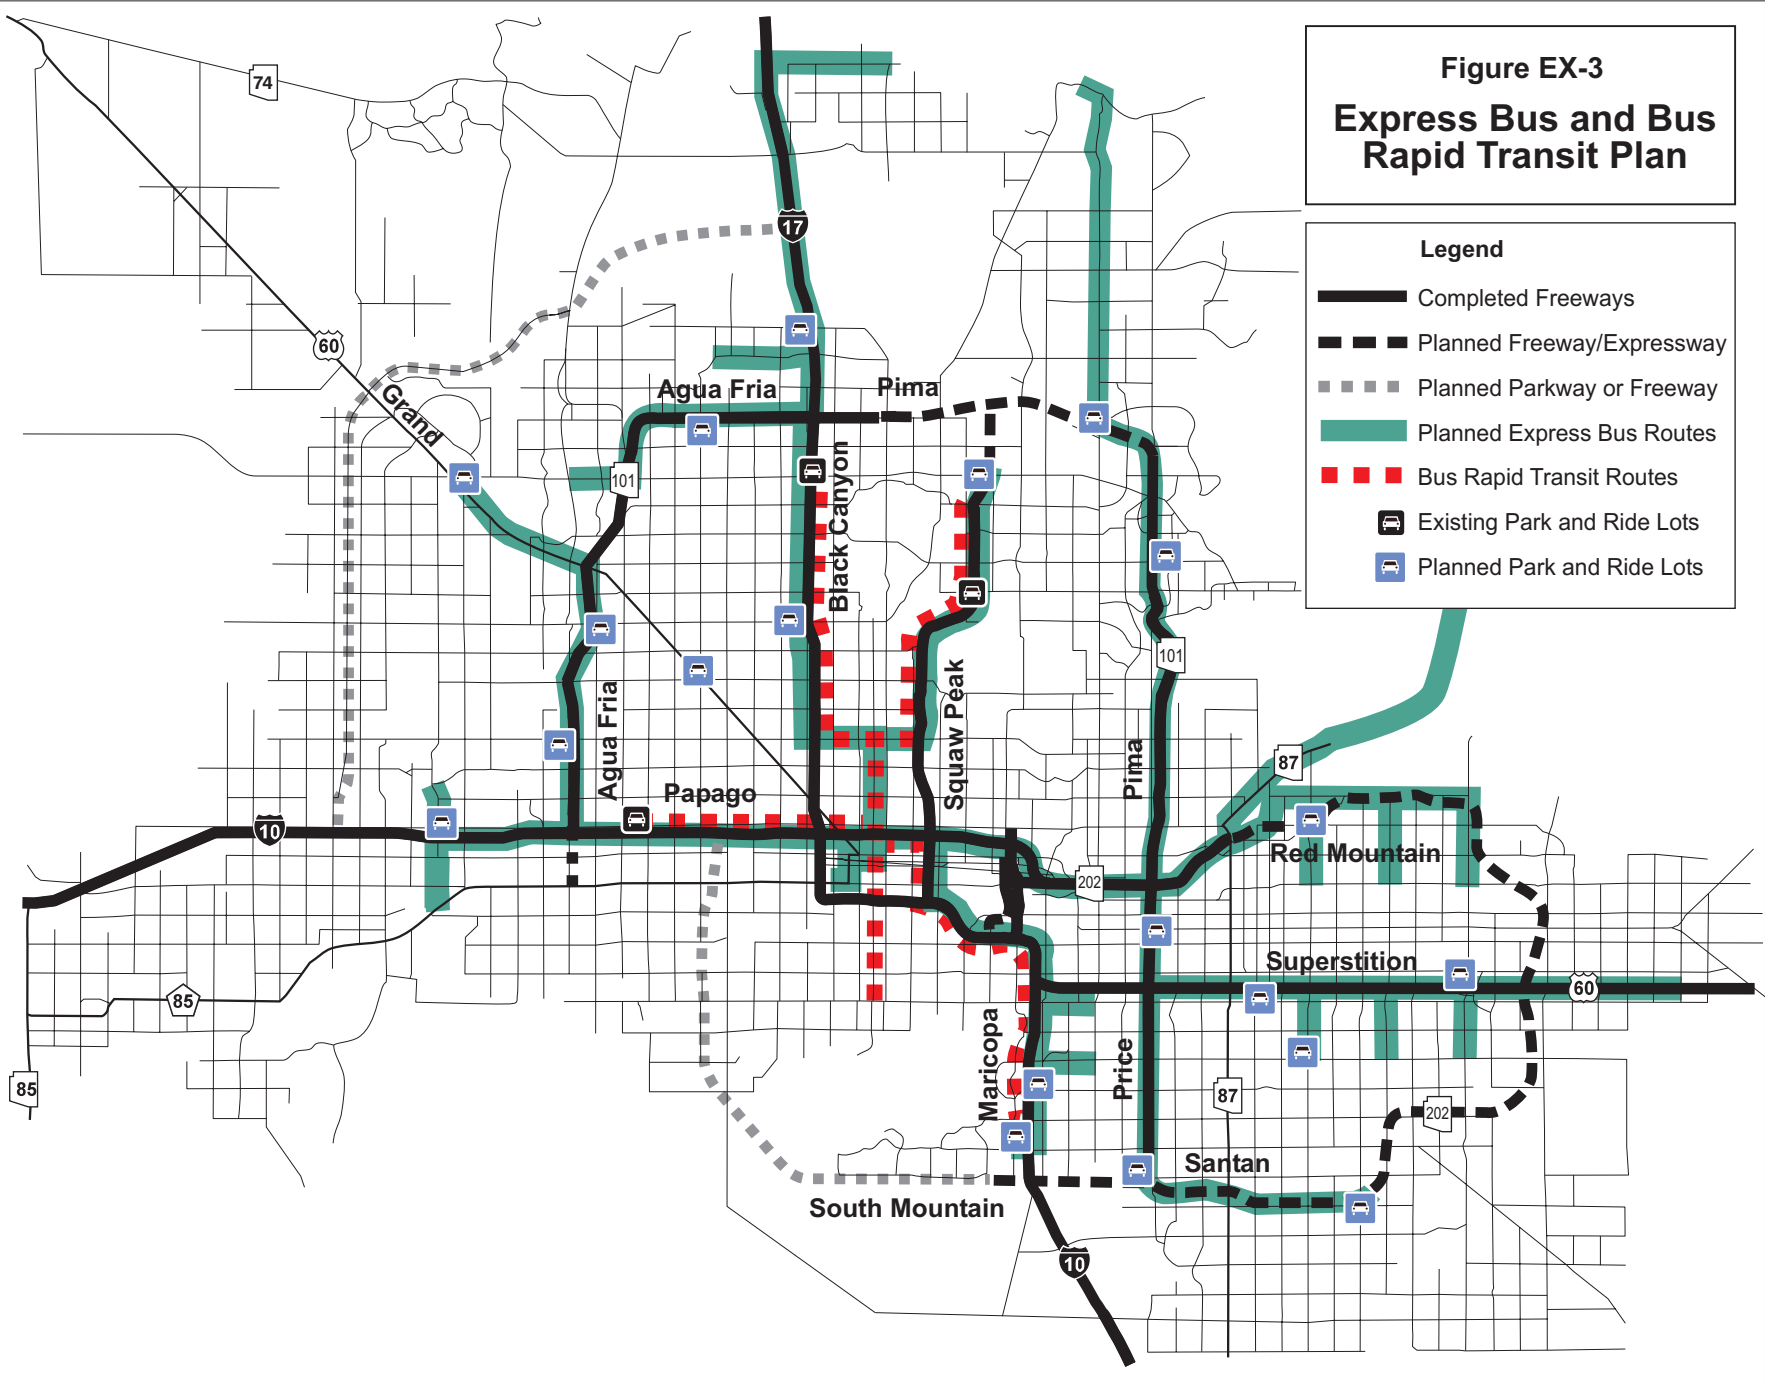 Figure EX-3
Express Bus and Bus
Rapid Transit Plan
Legend
Completed Freeways
Planned Freeway/Expressway
Planned Parkway or Freeway
Planned Express Bus Routes
Bus Rapid Transit Routes
Existing Park and Ride Lots
Planned Park and Ride Lots
74
17
60
Grand
Agua Fria
Pima
101
Black Canyon
101
Squaw Peak
Agua Fria
Pima
87
Papago
10
Red Mountain
202
Superstition
60
85
Maricopa
Price
85
87
202
Santan
South Mountain
10